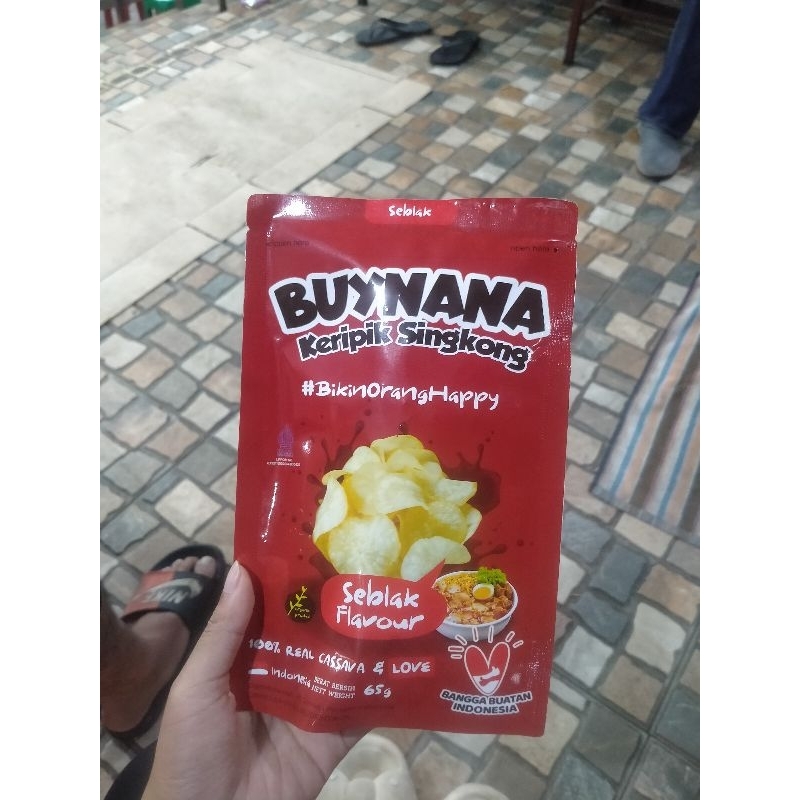 Seblak
BUYNANA
Keripik Singkong
#BikinOrangHappy
Seblak
Flavour
100% REAL CASSAVA & LOVE
Indonesia
BERAT BERSIH
NETT WEIGHT
65g
BANGGA BUATAN
INDONESIA